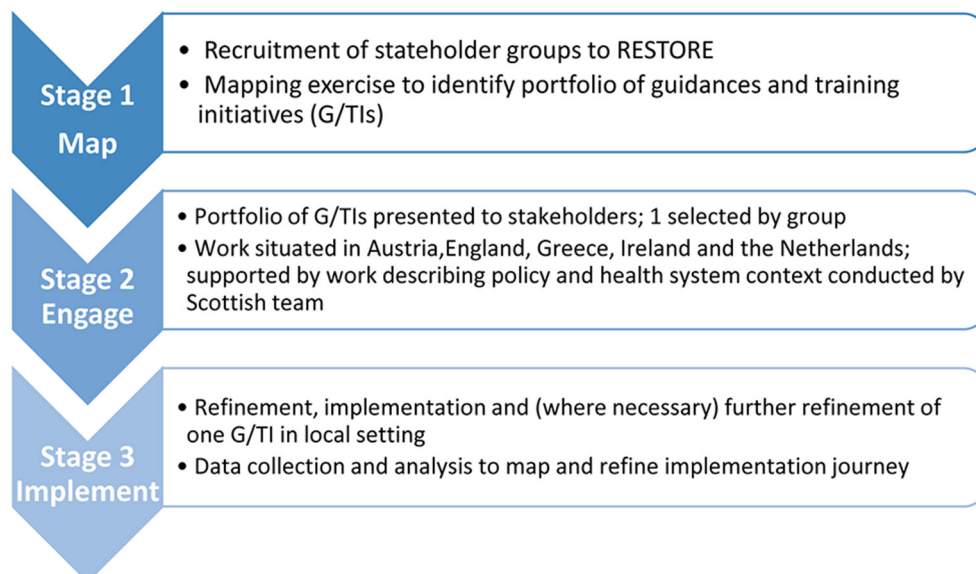 Stage 1
Map
• Recruitment of stateholder groups to RESTORE
• Mapping exercise to identify portfolio of guidances and training
initiatives (G/TIs)
Stage 2
Engage
• Portfolio of G/TIs presented to stakeholders; 1 selected by group
• Work situated in Austria,England, Greece, Ireland and the Netherlands;
supported by work describing policy and health system context conducted by
Scottish team
Stage 3
Implement
• Refinement, implementation and (where necessary) further refinement of
one G/TI in local setting
• Data collection and analysis to map and refine implementation journey